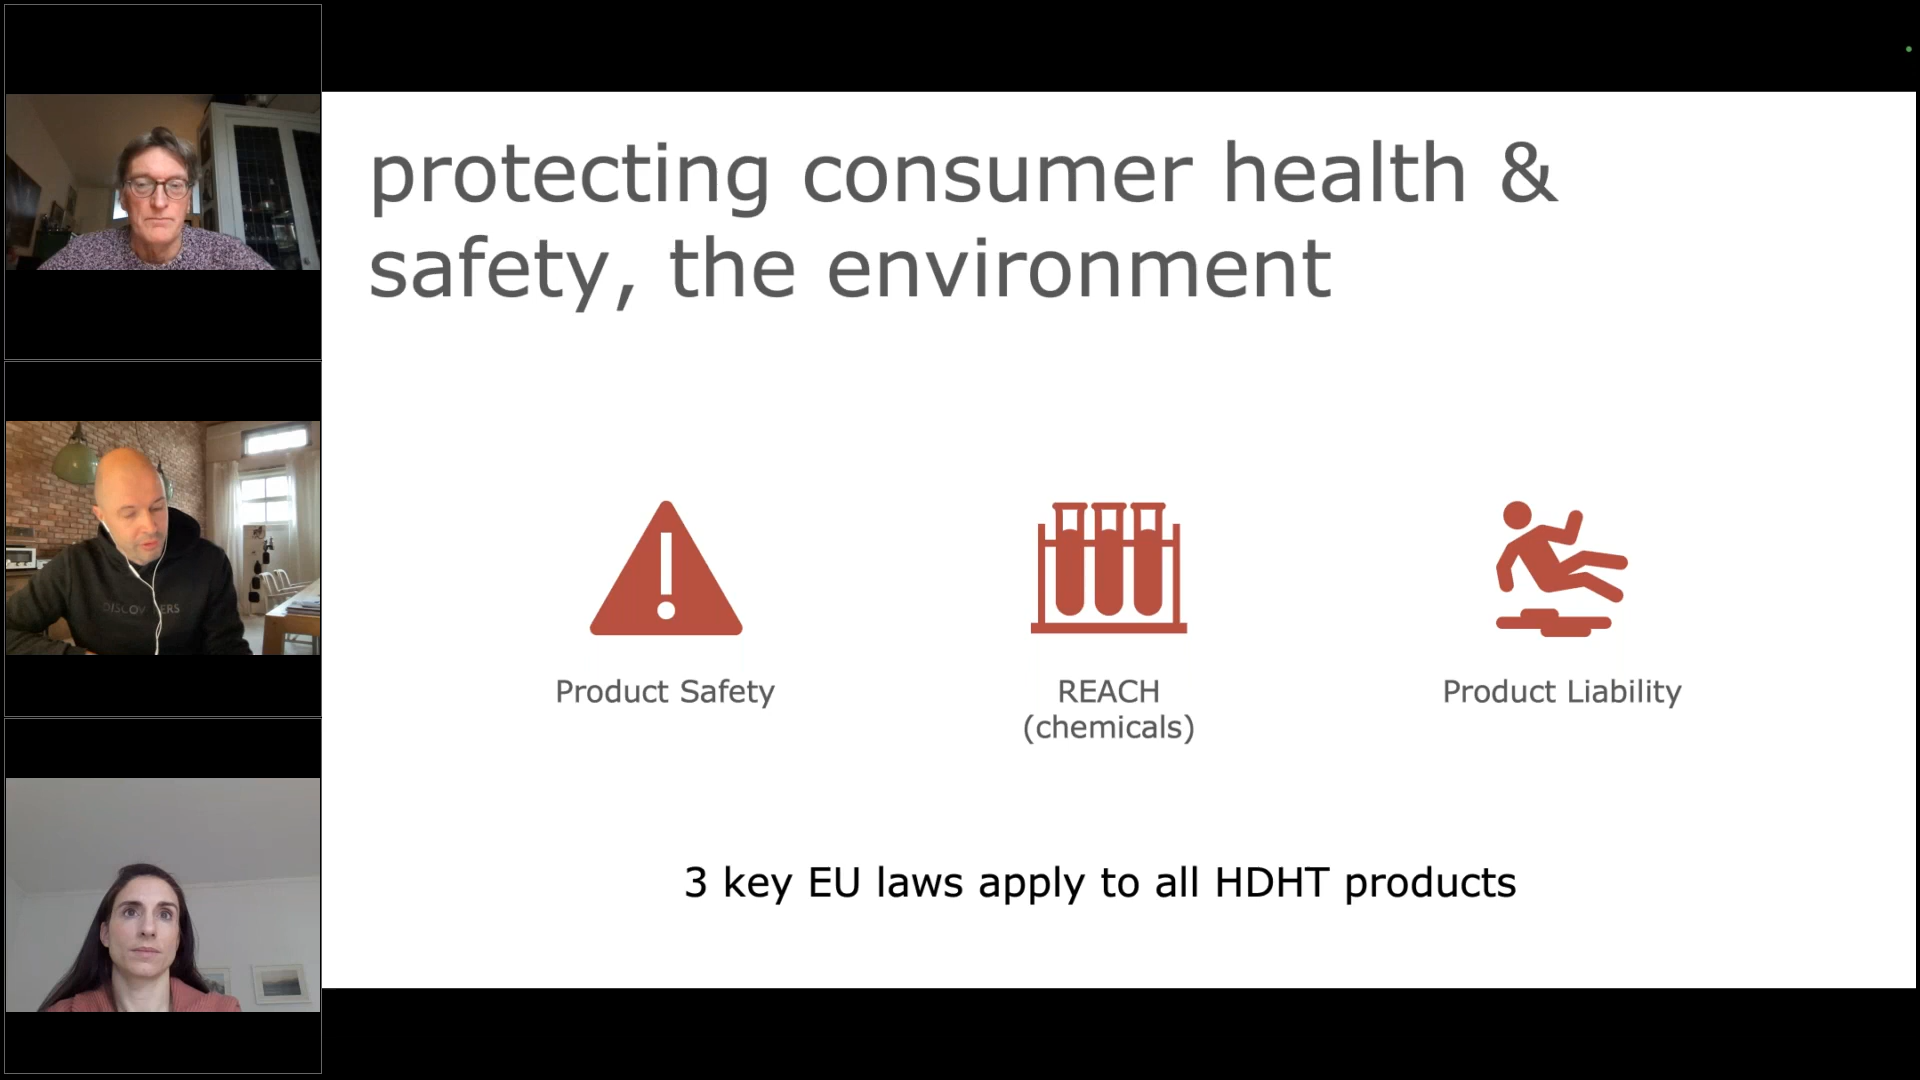 protecting consumer health &
safety, the environment
Product Safety
REACH
(chemicals)
Product Liability
3 key EU laws apply to all HDHT products